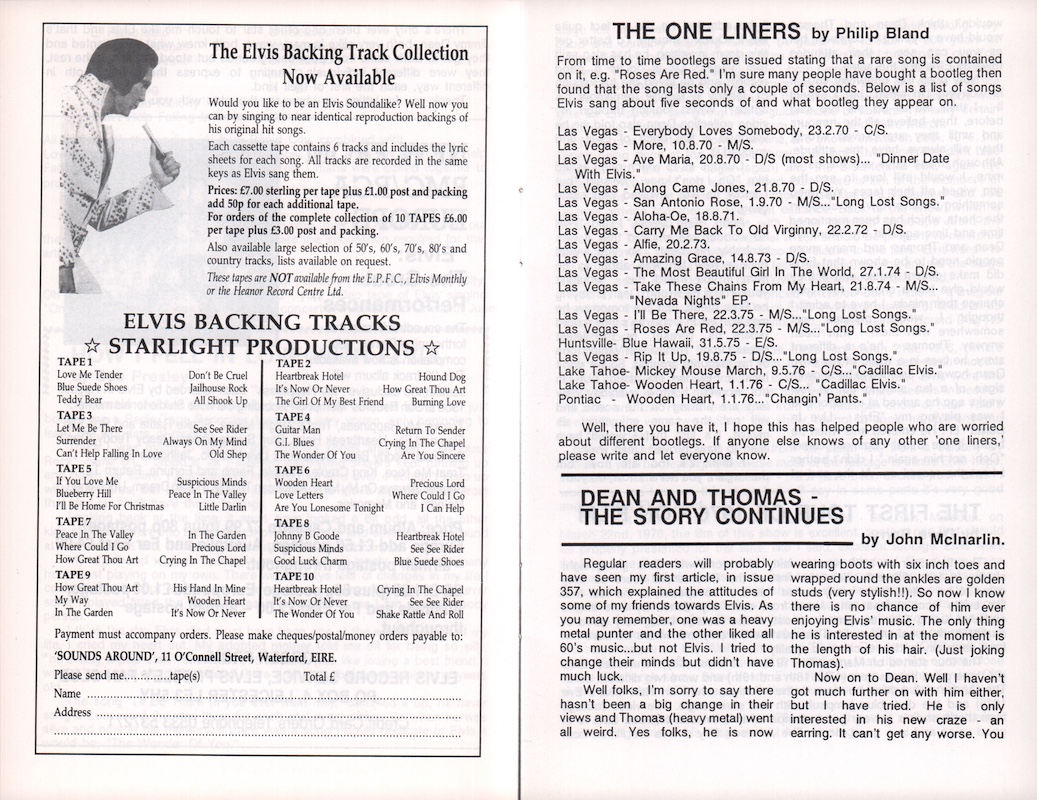 The Elvis Backing Track Collection
Now Available
Would you like to be an Elvis Soundalike? Well now you
can by singing to near identical reproduction backings of
his original hit songs.
Each cassette tape contains 6 tracks and includes the lyric
sheets for each song. All tracks are recorded in the same
keys as Elvis sang them.
Prices: £7.00 sterling per tape plus £1.00 post and packing
add 50p for each additional tape.
For orders of the complete collection of 10 TAPES £6.00
per tape plus £3.00 post and packing.
Also available large selection of 50's, 60's, 70's, 80's and
country tracks, lists available on request.
These tapes are NOT available from the E.P.F.C., Elvis Monthly
or the Heanor Record Centre Ltd.
ELVIS BACKING TRACKS
☆ STARLIGHT PRODUCTIONS ☆
TAPE 1
Love Me Tender Don't Be Cruel
Blue Suede Shoes Jailhouse Rock
Teddy Bear All Shook Up
TAPE 3
Let Me Be There See See Rider
Surrender Always On My Mind
Can't Help Falling In Love Old Shep
TAPE 5
If You Love Me Suspicious Minds
Blueberry Hill Peace In The Valley
I'll Be Home For Christmas Little Darlin
TAPE 7
Peace In The Valley In The Garden
Where Could I Go Precious Lord
How Great Thou Art Crying In The Chapel
TAPE 9
How Great Thou Art His Hand In Mine
My Way Wooden Heart
In The Garden It's Now Or Never
TAPE 2
Heartbreak Hotel Hound Dog
It's Now Or Never How Great Thou Art
The Girl Of My Best Friend Burning Love
TAPE 4
Guitar Man Return To Sender
G.I. Blues Crying In The Chapel
The Wonder Of You Are You Sincere
TAPE 6
Wooden Heart Precious Lord
Love Letters Where Could I Go
Are You Lonesome Tonight I Can Help
TAPE 8
Johnny B Goode Heartbreak Hotel
Suspicious Minds See See Rider
Good Luck Charm Blue Suede Shoes
TAPE 10
Heartbreak Hotel Crying In The Chapel
It's Now Or Never See See Rider
The Wonder Of You Shake Rattle And Roll
Payment must accompany orders. Please make cheques/postal/money orders payable to:
'SOUNDS AROUND', 11 O'Connell Street, Waterford, EIRE.
Please send me..............tape(s) Total £
Name
Address
THE ONE LINERS by Philip Bland
From time to time bootlegs are issued stating that a rare song is contained
on it, e.g. "Roses Are Red." I'm sure many people have bought a bootleg then
found that the song lasts only a couple of seconds. Below is a list of songs
Elvis sang about five seconds of and what bootleg they appear on.
Las Vegas - Everybody Loves Somebody, 23.2.70 - C/S.
Las Vegas - More, 10.8.70 - M/S.
Las Vegas - Ave Maria, 20.8.70 - D/S (most shows)... "Dinner Date
With Elvis."
Las Vegas - Along Came Jones, 21.8.70 - D/S.
Las Vegas - San Antonio Rose, 1.9.70 - M/S..."Long Lost Songs."
Las Vegas - Aloha-Oe, 18.8.71.
Las Vegas - Carry Me Back To Old Virginny, 22.2.72 - D/S.
Las Vegas - Alfie, 20.2.73.
Las Vegas - Amazing Grace, 14.8.73 - D/S.
Las Vegas - The Most Beautiful Girl In The World, 27.1.74 - D/S.
Las Vegas - Take These Chains From My Heart, 21.8.74 - M/S...
"Nevada Nights" EP.
Las Vegas - I'll Be There, 22.3.75 - M/S..."Long Lost Songs."
Las Vegas - Roses Are Red, 22.3.75 - M/S..."Long Lost Songs."
Huntsville- Blue Hawaii, 31.5.75 - E/S.
Las Vegas - Rip It Up, 19.8.75 - D/S..."Long Lost Songs."
Lake Tahoe- Mickey Mouse March, 9.5.76 - C/S..."Cadillac Elvis."
Lake Tahoe- Wooden Heart, 1.1.76 - C/S... "Cadillac Elvis."
Pontiac - Wooden Heart, 1.1.76..."Changin' Pants."
Well, there you have it, I hope this has helped people who are worried
about different bootlegs. If anyone else knows of any other 'one liners,'
please write and let everyone know.
DEAN AND THOMAS -
THE STORY CONTINUES
by John McInarlin.
Regular readers will probably
have seen my first article, in issue
357, which explained the attitudes of
some of my friends towards Elvis. As
you may remember, one was a heavy
metal punter and the other liked all
60's music...but not Elvis. I tried to
change their minds but didn't have
much luck.
Well folks, I'm sorry to say there
hasn't been a big change in their
views and Thomas (heavy metal) went
all weird. Yes folks, he is now
wearing boots with six inch toes and
wrapped round the ankles are golden
studs (very stylish!!). So now I know
there is no chance of him ever
enjoying Elvis' music. The only thing
he is interested in at the moment is
the length of his hair. (Just joking
Thomas).
Now on to Dean. Well I haven't
got much further on with him either,
but I have tried. He is only
interested in his new craze - an
earring. It can't get any worse. You